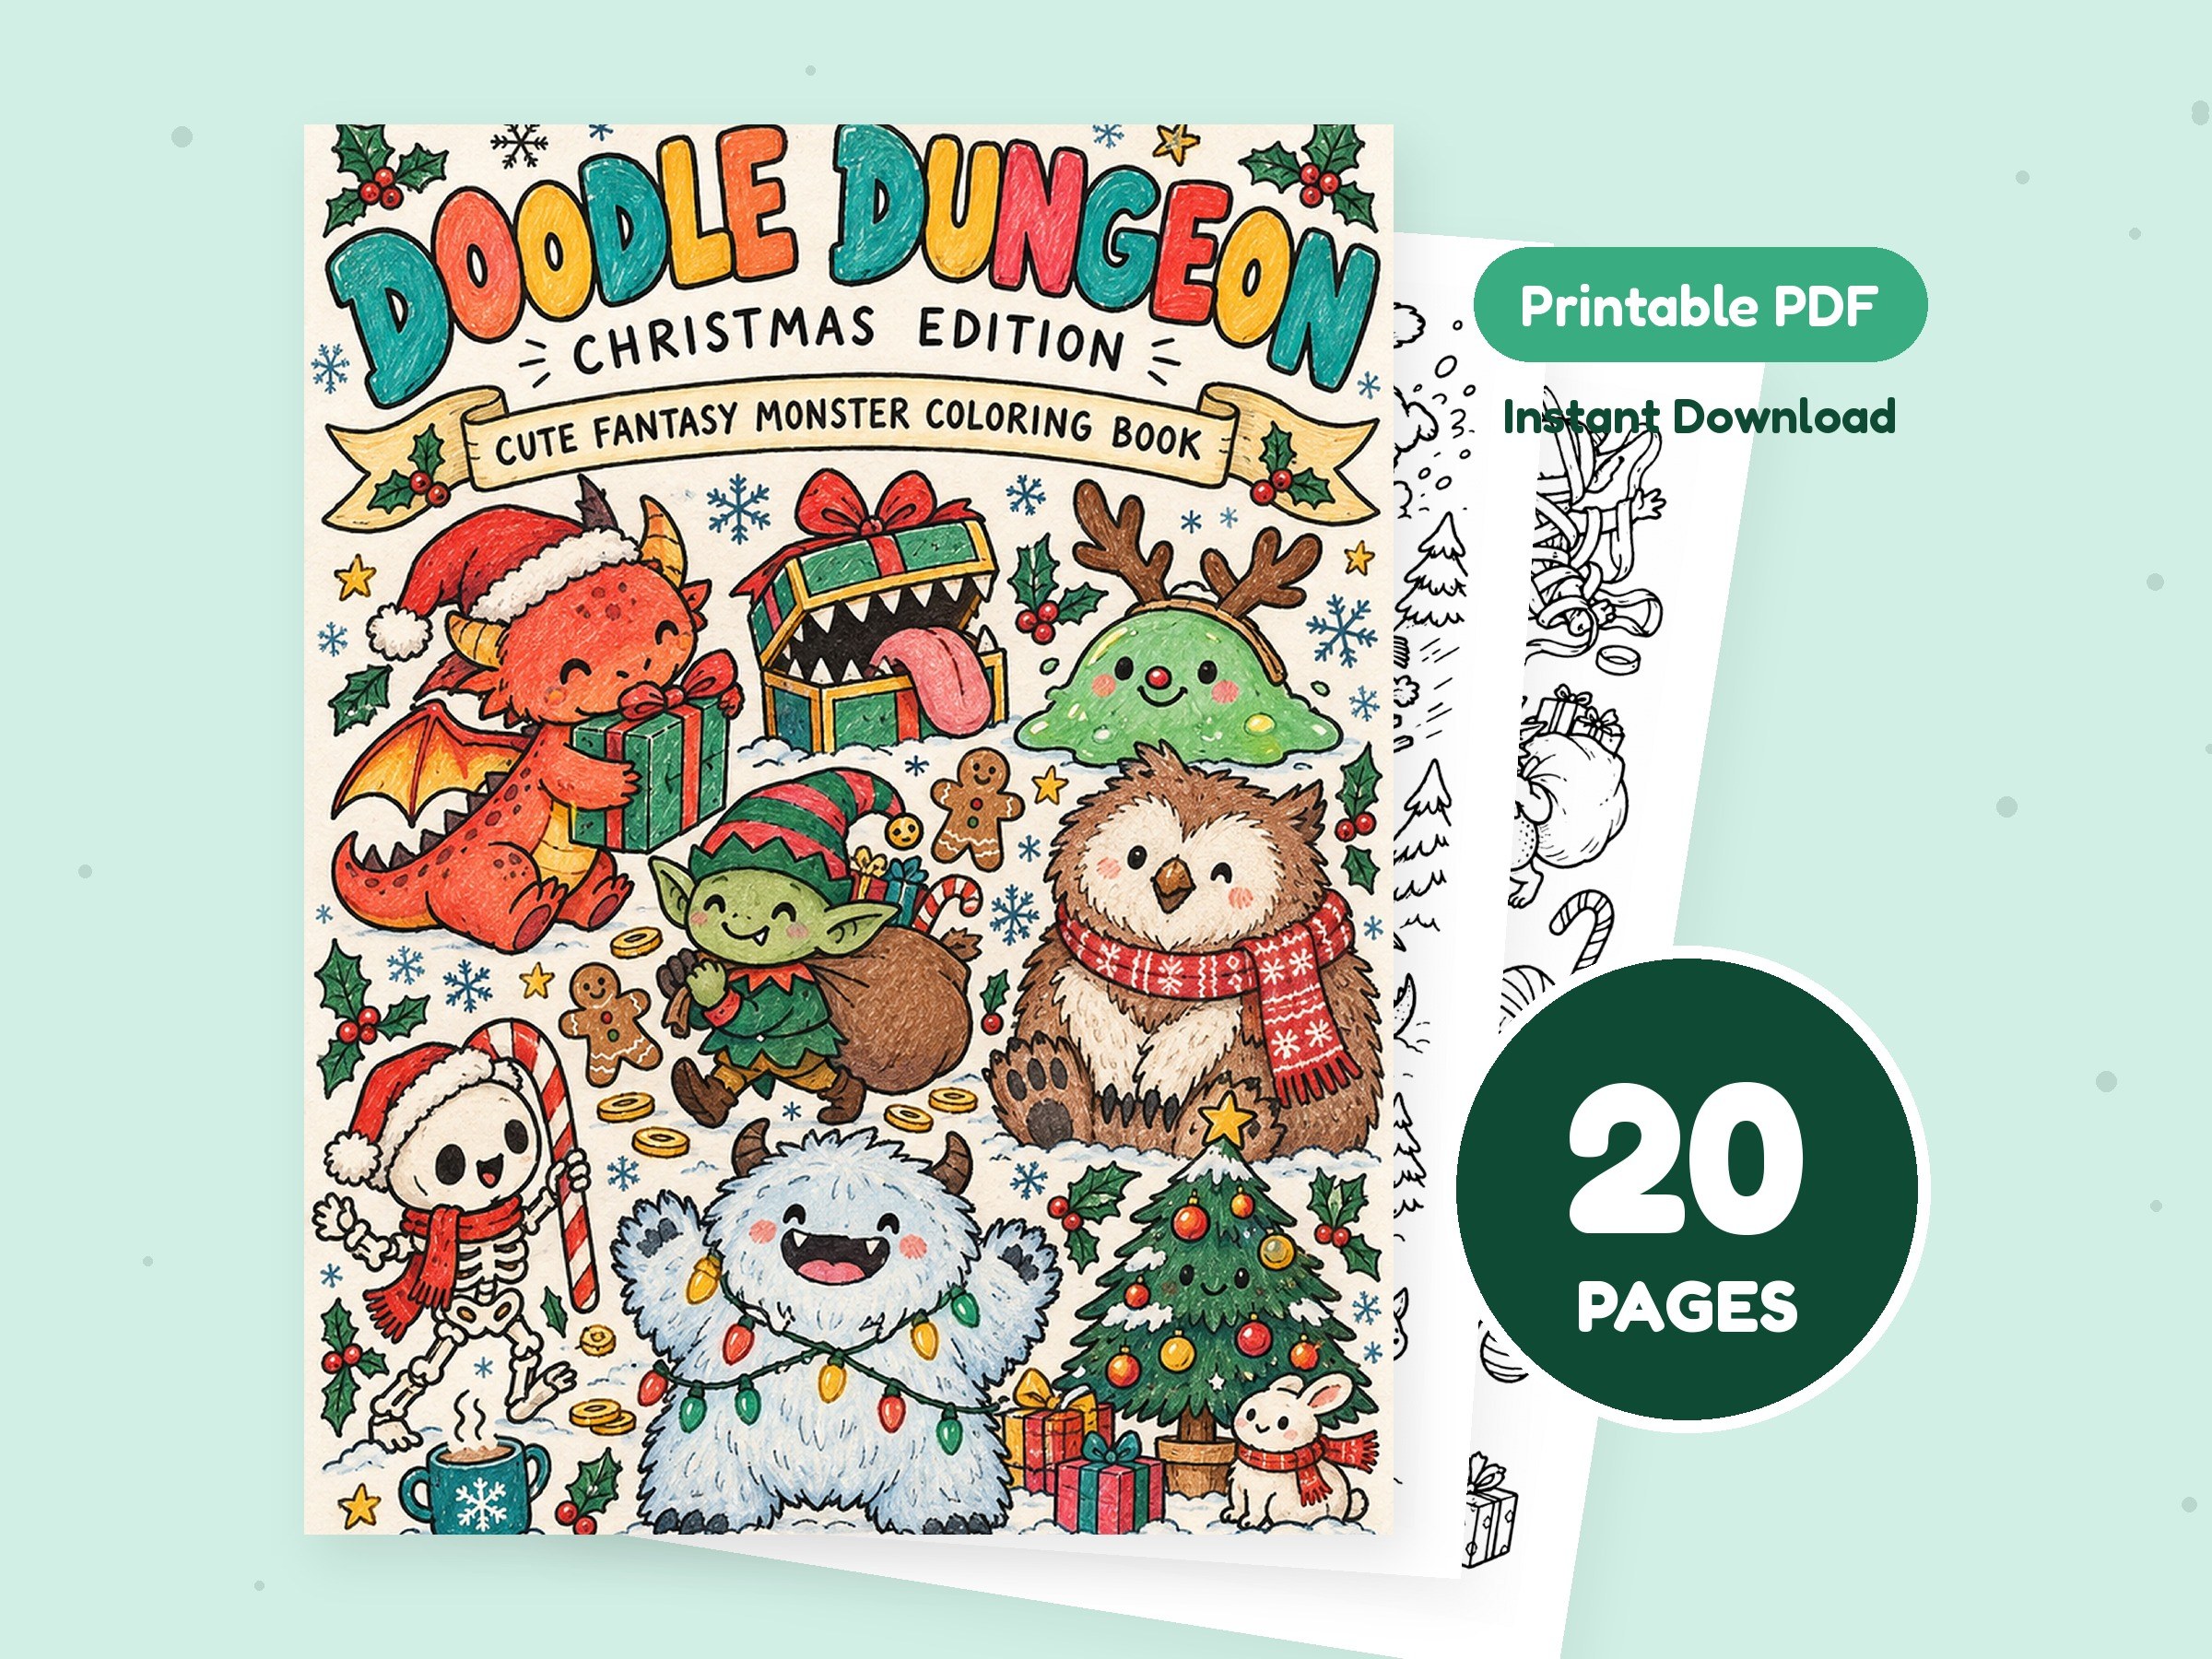 DOODLE DUNGEON
CHRISTMAS EDITION
CUTE FANTASY MONSTER COLORING BOOK
Printable PDF
Instant Download
20
PAGES